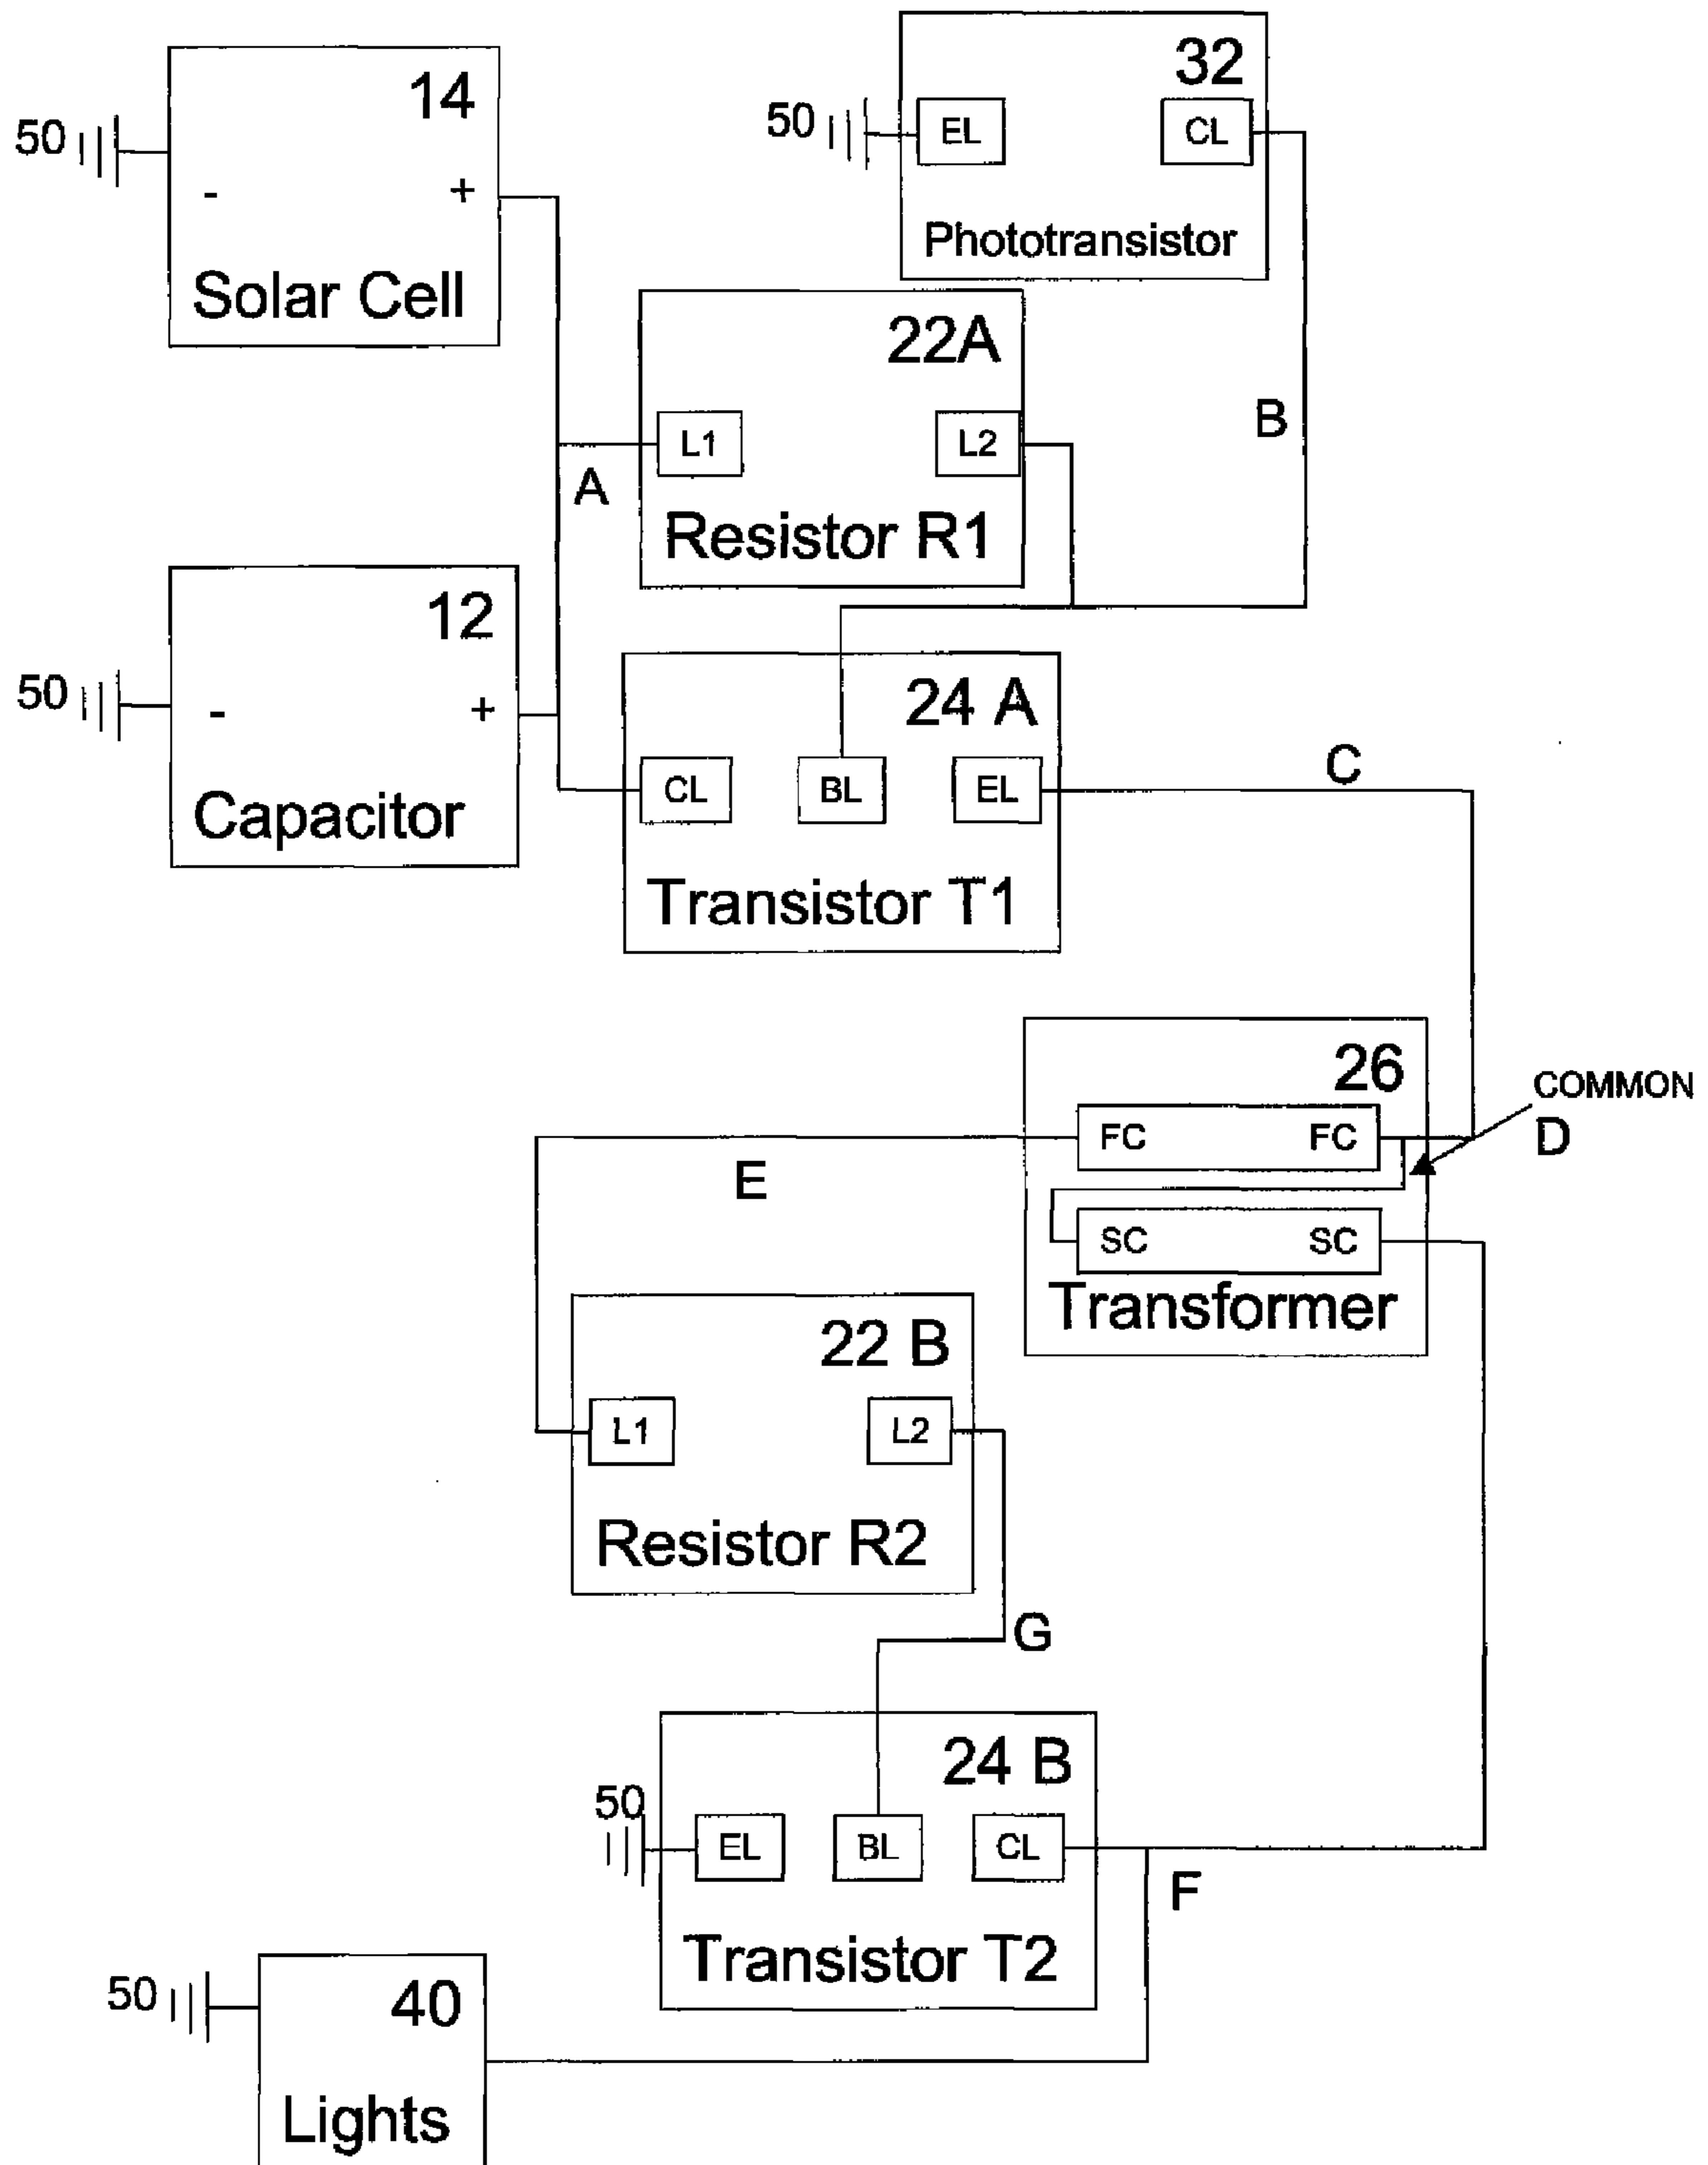 14
50
-
+
Solar Cell
32
50
EL
CL
Phototransistor
22A
L1
L2
Resistor R1
A
B
12
50
-
+
Capacitor
24 A
CL
BL
EL
Transistor T1
C
26
FC
FC
SC
SC
Transformer
COMMON
D
E
22 B
L1
L2
Resistor R2
G
24 B
50
EL
BL
CL
Transistor T2
F
50
40
Lights